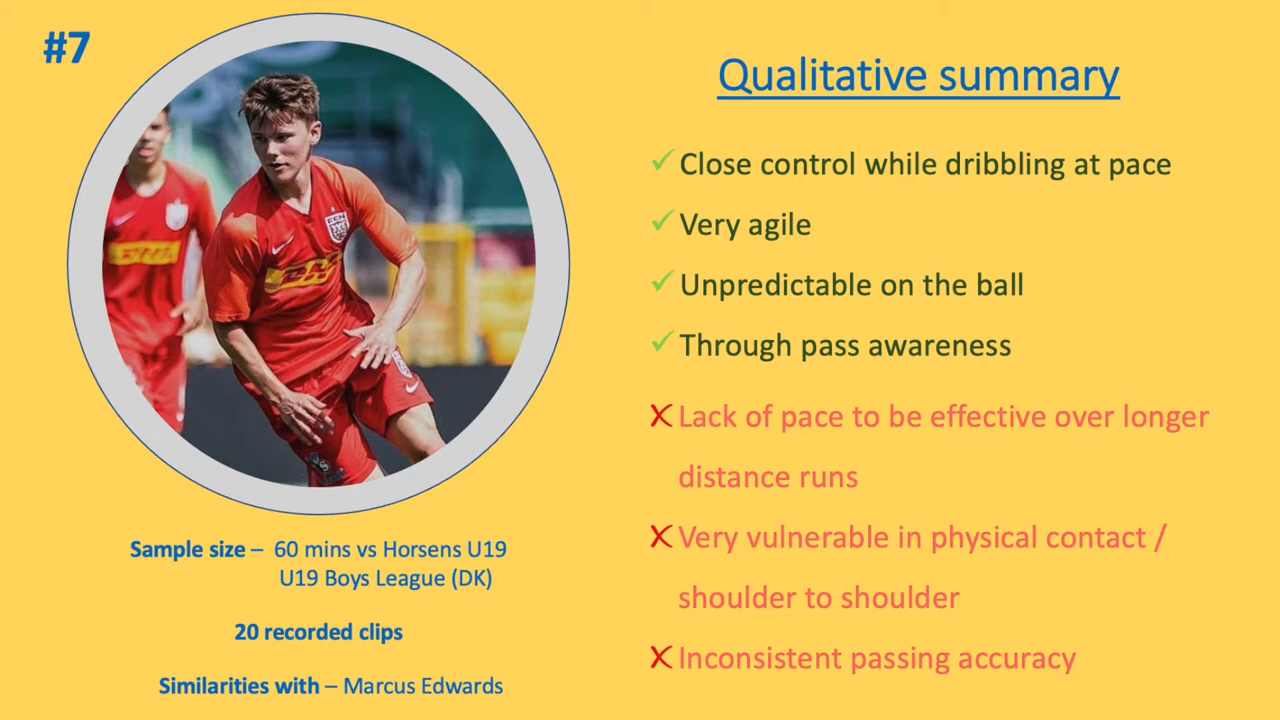 #7
Qualitative summary
✓ Close control while dribbling at pace
✓ Very agile
✓ Unpredictable on the ball
✓ Through pass awareness
X Lack of pace to be effective over longer
distance runs
X Very vulnerable in physical contact /
shoulder to shoulder
X Inconsistent passing accuracy
Sample size – 60 mins vs Horsens U19
U19 Boys League (DK)
20 recorded clips
Similarities with – Marcus Edwards
DHL
FCN